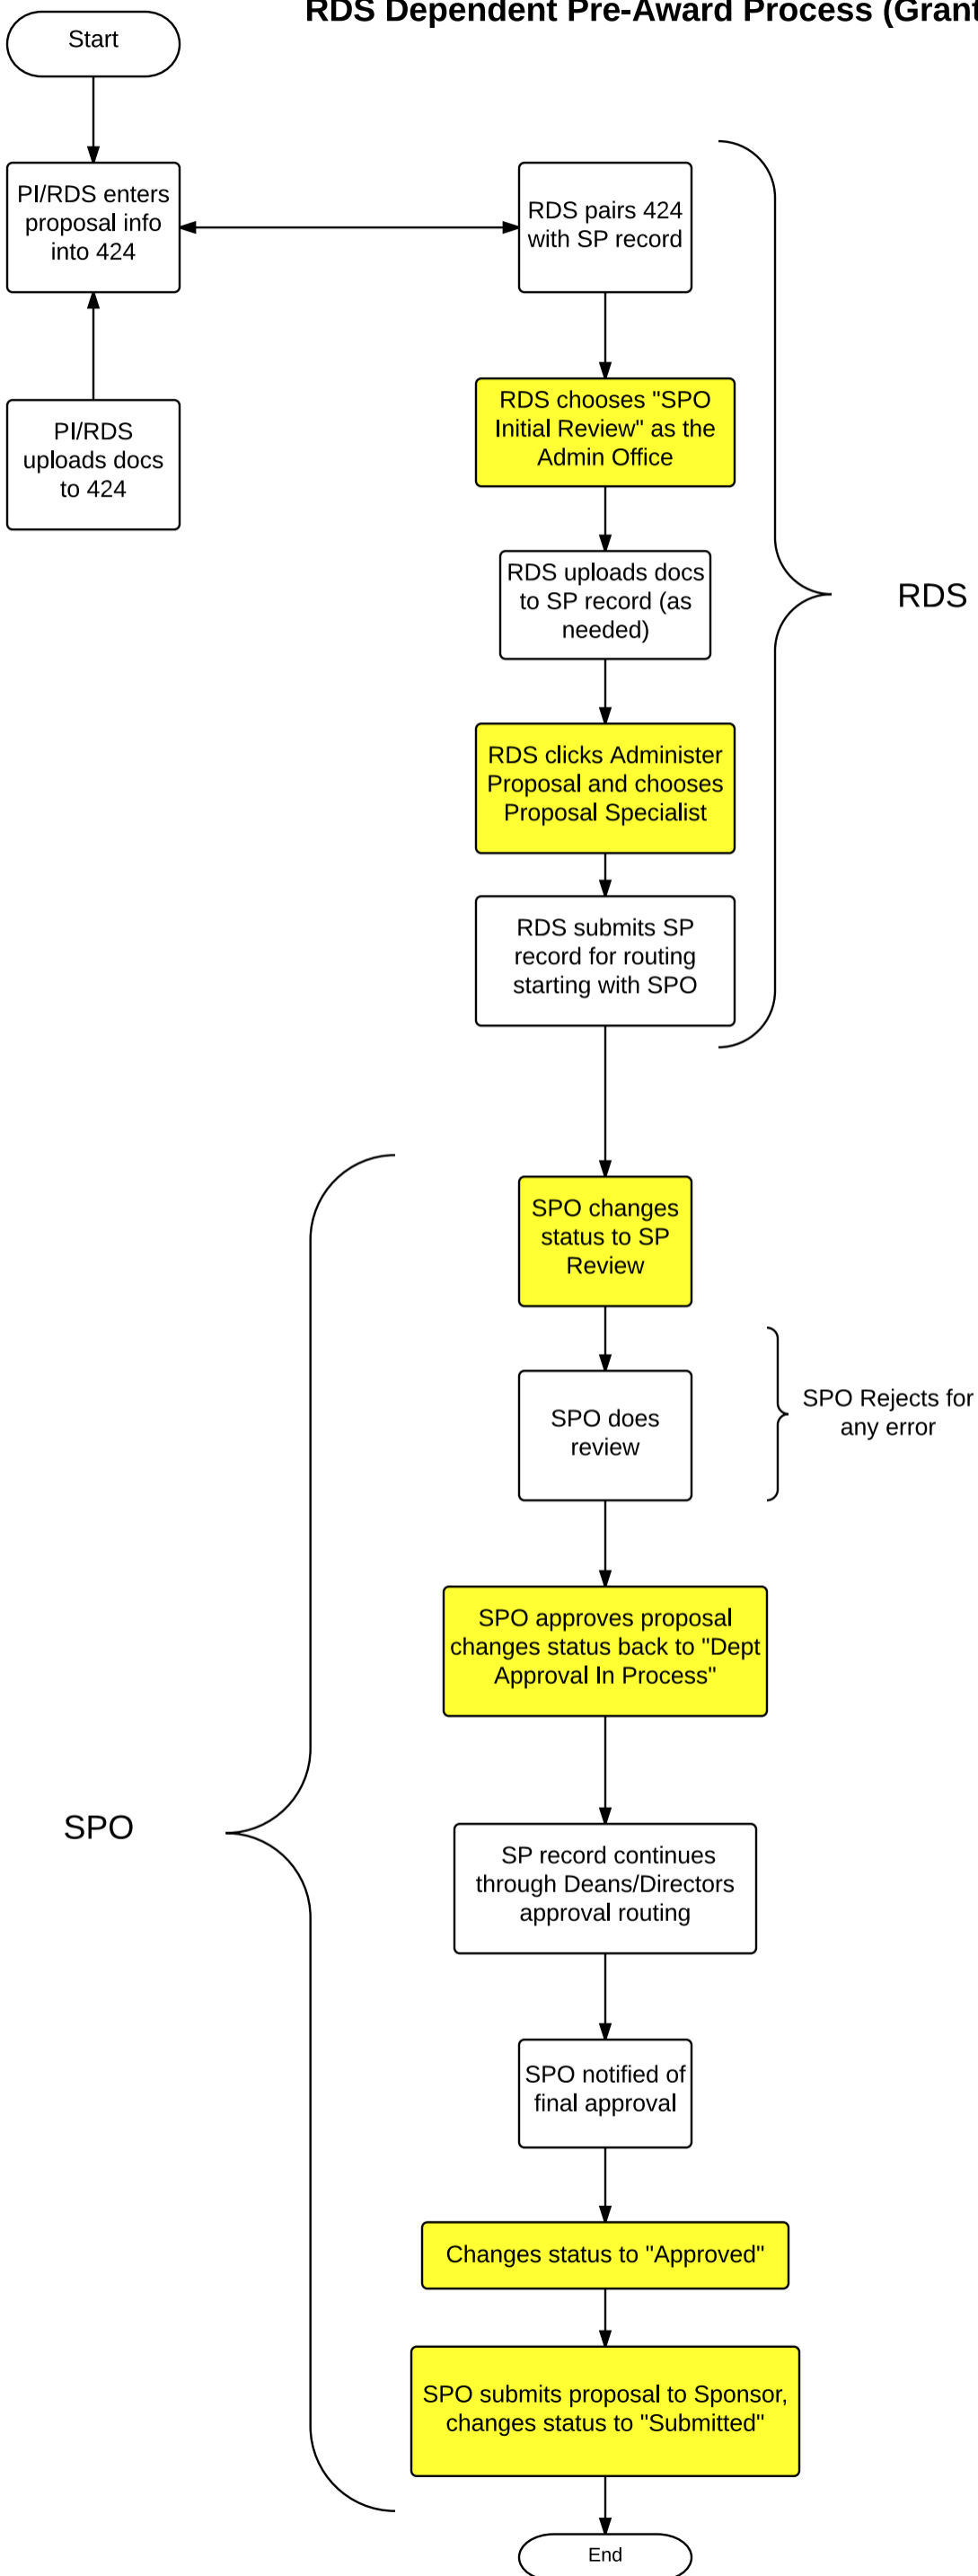 RDS Dependent Pre-Award Process (Grant
Start
PI/RDS enters
proposal info
into 424
RDS pairs 424
with SP record
RDS chooses "SPO
Initial Review" as the
Admin Office
PI/RDS
uploads docs
to 424
RDS uploads docs
to SP record (as
needed)
RDS
RDS clicks Administer
Proposal and chooses
Proposal Specialist
RDS submits SP
record for routing
starting with SPO
SPO changes
status to SP
Review
SPO does
review
SPO Rejects for
any error
SPO approves proposal
changes status back to "Dept
Approval In Process"
SPO
SP record continues
through Deans/Directors
approval routing
SPO notified of
final approval
Changes status to "Approved"
SPO submits proposal to Sponsor,
changes status to "Submitted"
End